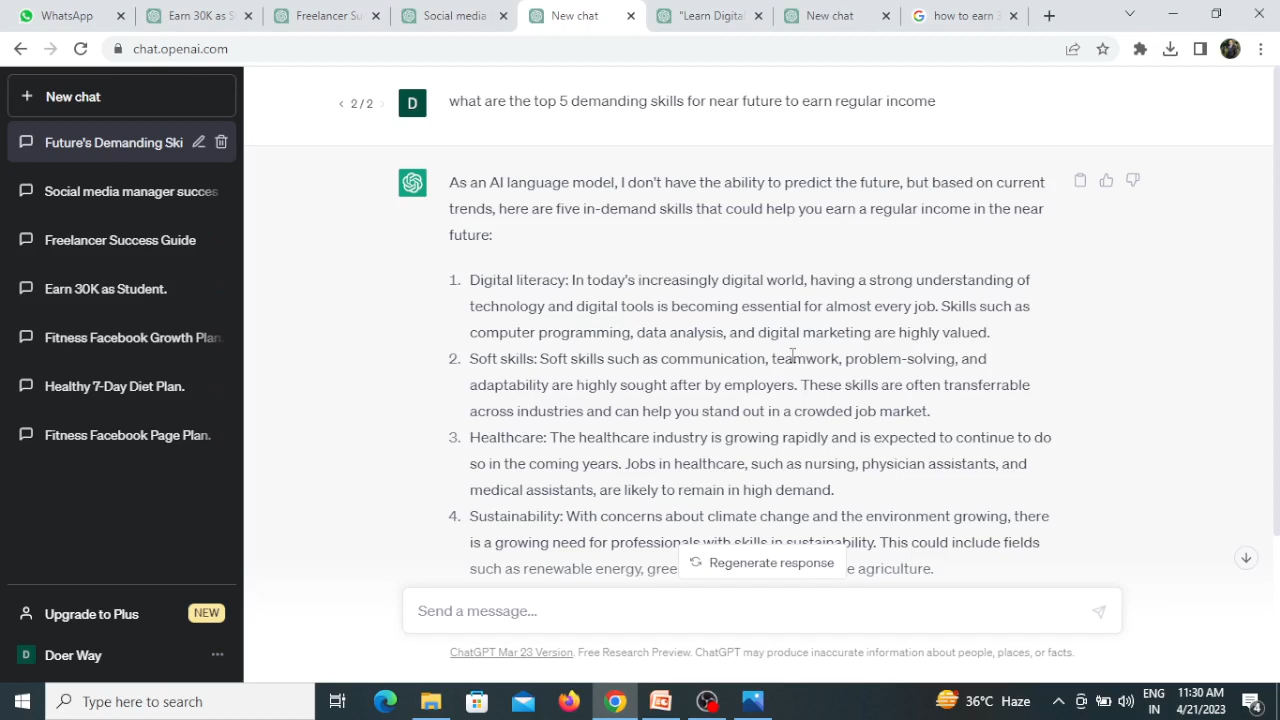 WhatsApp
Earn 30K as S
Freelancer Su
Social media
New chat
"Learn Digital
New chat
how to earn 3
chat.openai.com
New chat
Future's Demanding Ski
Social media manager succes
Freelancer Success Guide
Earn 30K as Student.
Fitness Facebook Growth Plan
Healthy 7-Day Diet Plan.
Fitness Facebook Page Plan.
Upgrade to Plus
NEW
D
Doer Way
2 / 2
D
what are the top 5 demanding skills for near future to earn regular income
As an AI language model, I don't have the ability to predict the future, but based on current
trends, here are five in-demand skills that could help you earn a regular income in the near
future:
1. Digital literacy: In today's increasingly digital world, having a strong understanding of
technology and digital tools is becoming essential for almost every job. Skills such as
computer programming, data analysis, and digital marketing are highly valued.
2. Soft skills: Soft skills such as communication, teamwork, problem-solving, and
adaptability are highly sought after by employers. These skills are often transferrable
across industries and can help you stand out in a crowded job market.
3. Healthcare: The healthcare industry is growing rapidly and is expected to continue to do
so in the coming years. Jobs in healthcare, such as nursing, physician assistants, and
medical assistants, are likely to remain in high demand.
4. Sustainability: With concerns about climate change and the environment growing, there
is a growing need for professionals with skills in sustainability. This could include fields
such as renewable energy, gree
e agriculture.
Regenerate response
Send a message...
ChatGPT Mar 23 Version. Free Research Preview. ChatGPT may produce inaccurate information about people, places, or facts.
Type here to search
36°C Haze
ENG
IN
11:30 AM
4/21/2023
4